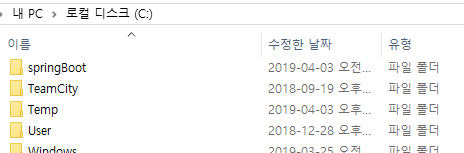 내 PC > 로컬 디스크 (C:)
이름 수정한 날짜 유형
springBoot 2019-04-03 오전... 파일 폴더
TeamCity 2018-09-19 오후... 파일 폴더
Temp 2019-04-03 오후... 파일 폴더
User 2018-12-28 오후... 파일 폴더
Windows 2019-03-25 오전... 파일 폴더